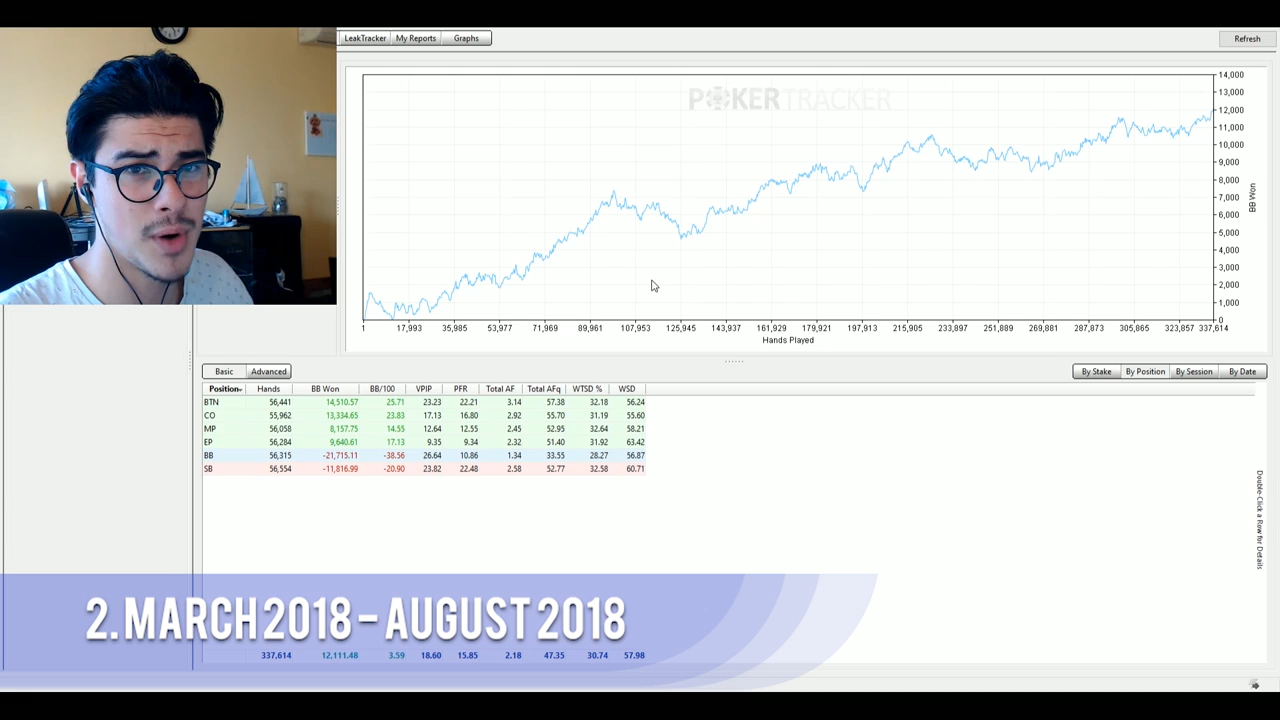 LeakTracker My Reports Graphs Refresh
POKERTRACKER
14,000
13,000
12,000
11,000
10,000
9,000
8,000
7,000
6,000
5,000
4,000
3,000
2,000
1,000
0
BB Won
1 17,993 35,985 53,977 71,969 89,961 107,953 125,945 143,937 161,929 179,921 197,913 215,905 233,897 251,889 269,881 287,873 305,865 323,857 337,614
Hands Played
Basic Advanced By Stake By Position By Session By Date
Position Hands BB Won BB/100 VPIP PFR Total AF Total AFq WTSD % WSD
BTN 56,441 14,510.57 25.71 23.23 22.21 3.14 57.38 32.18 56.24
CO 55,962 13,334.65 23.83 17.13 16.80 2.92 55.70 31.19 55.60
MP 56,058 8,157.75 14.55 12.64 12.55 2.45 52.95 32.64 58.21
EP 56,284 9,640.61 17.13 9.35 9.34 2.32 51.40 31.92 63.42
BB 56,315 -21,715.11 -38.56 26.64 10.86 1.34 33.55 28.27 56.87
SB 56,554 -11,816.99 -20.90 23.82 22.48 2.58 52.77 32.58 60.71
Double-Click a Row for Details
2. MARCH 2018 – AUGUST 2018
337,614 12,111.48 3.59 18.60 15.85 2.18 47.35 30.74 57.98